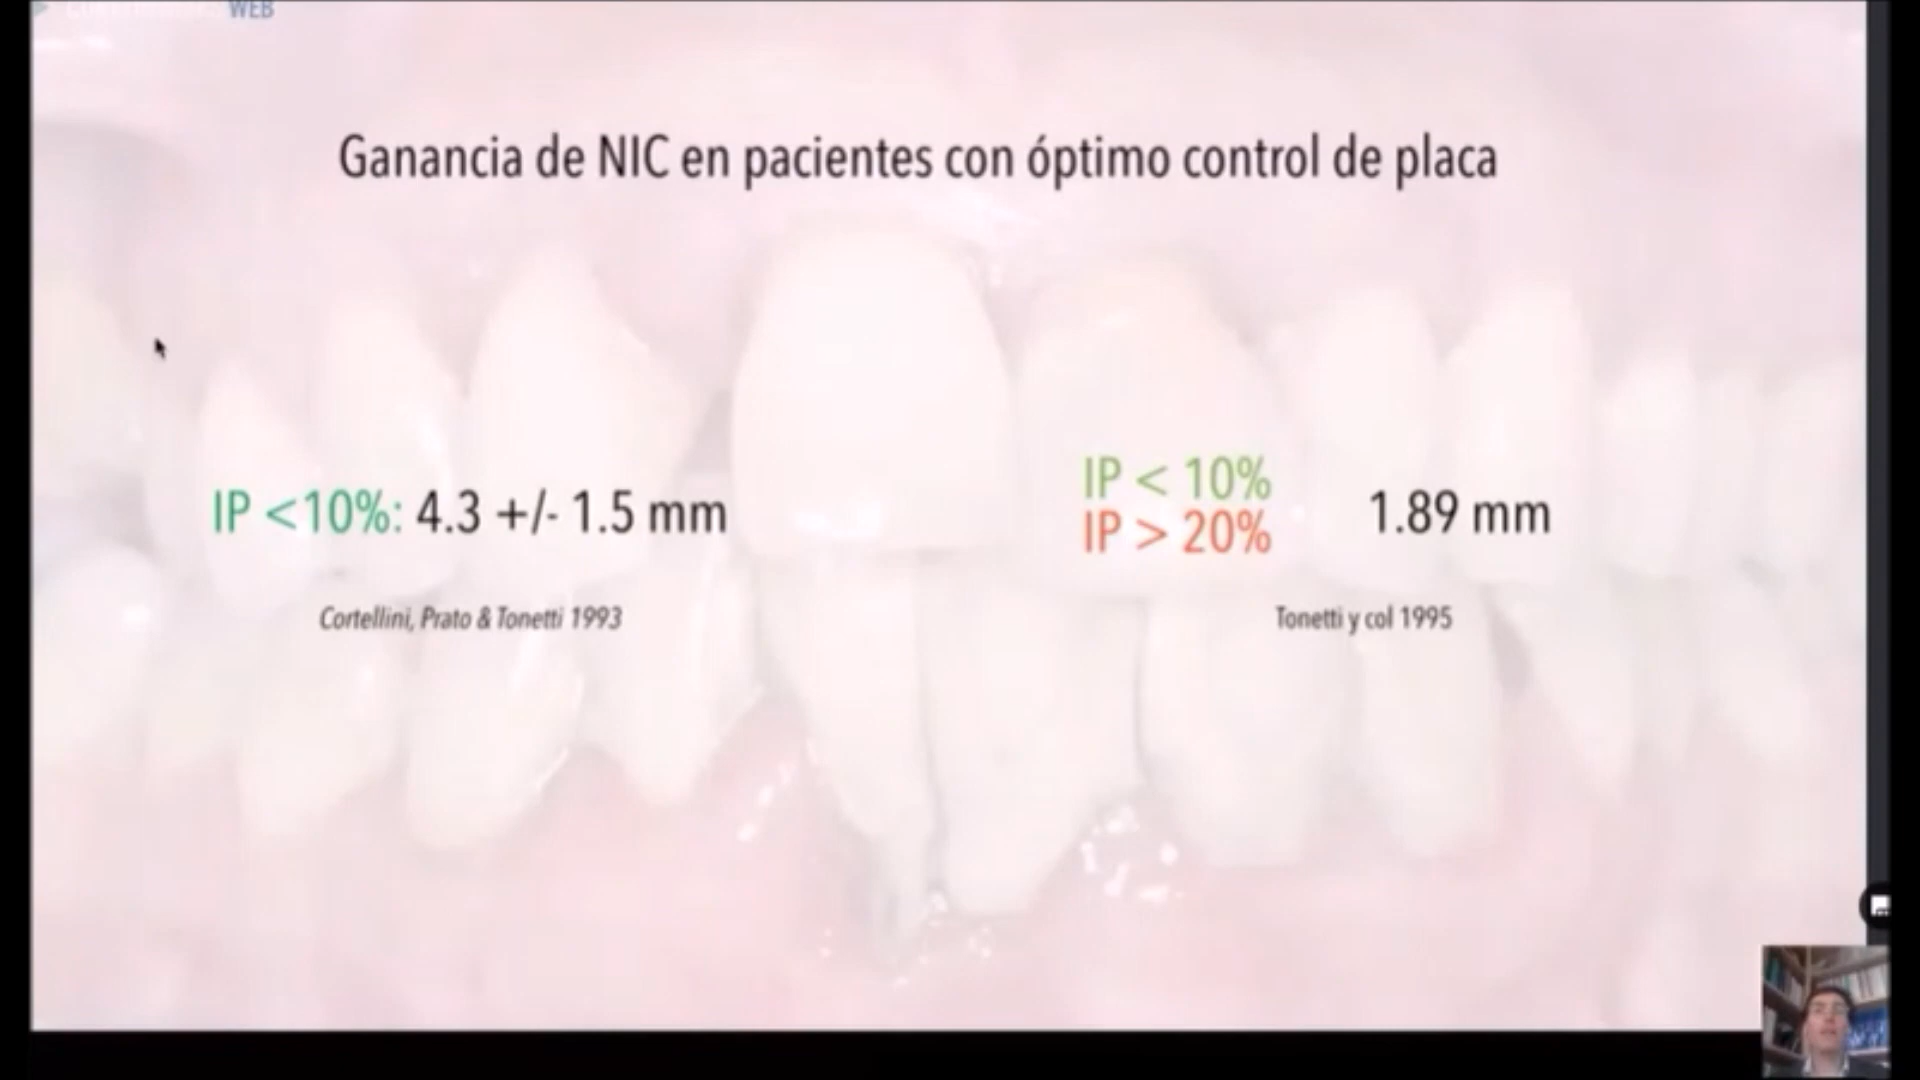 WEB
Ganancia de NIC en pacientes con óptimo control de placa
IP <10%: 4.3 +/- 1.5 mm
Cortellini, Prato & Tonetti 1993
IP < 10%
IP > 20%
1.89 mm
Tonetti y col 1995